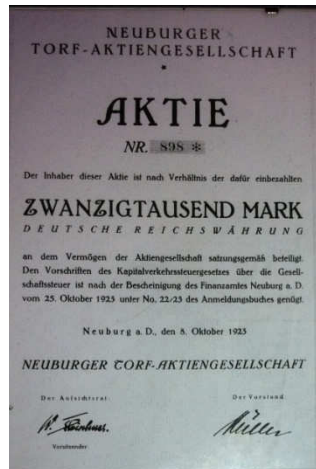 NEUBURGER
TORF-AKTIENGESELLSCHAFT
AKTIE
NR. 898 *
Der Inhaber dieser Aktie ist nach Verhältnis der dafür einbezahlten
ZWANZIGTAUSEND MARK
DEUTSCHE REICHSWÄHRUNG
an dem Vermögen der Aktiengesellschaft satzungsgemäß beteiligt.
Den Vorschriften des Kapitalverkehrssteuergesetzes über die Gesell-
schaftssteuer ist nach der Bescheinigung des Finanzamtes Neuburg a. D.
vom 25. Oktober 1923 unter No. 22/23 des Anmeldungsbuches genügt.
Neuburg a. D., den 8. Oktober 1923
NEUBURGER TORF-AKTIENGESELLSCHAFT
Der Aufsichtsrat: Der Vorstand
Müller
Vorsitzender